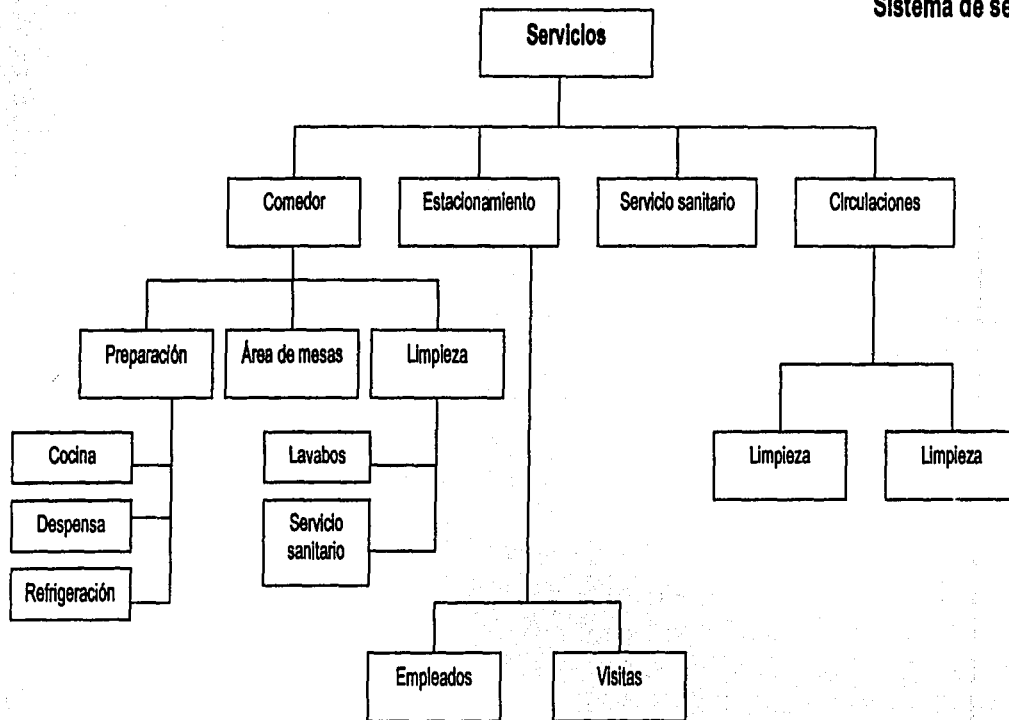 Sistema de se
Servicios
Comedor
Estacionamiento
Servicio sanitario
Circulaciones
Preparación
Área de mesas
Limpieza
Cocina
Despensa
Refrigeración
Lavabos
Servicio
sanitario
Limpieza
Limpieza
Empleados
Visitas